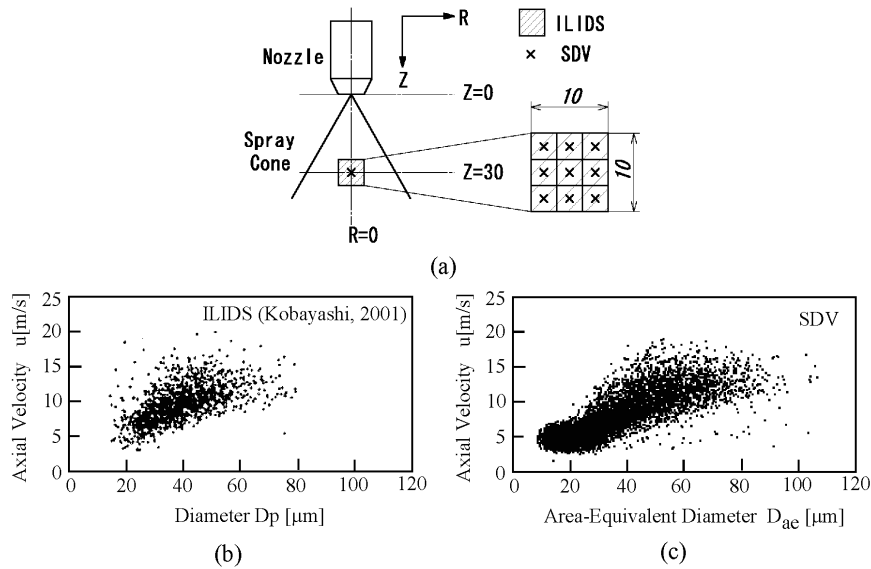 R
Z
ILIDS
× SDV
Nozzle
Z=0
10
Spray
Cone
Z=30
10
R=0
(a)
Axial Velocity u[m/s]
25
20
15
10
5
0
ILIDS (Kobayashi, 2001)
0 20 40 60 80 100 120
Diameter Dp [μm]
(b)
Axial Velocity u[m/s]
25
20
15
10
5
0
SDV
0 20 40 60 80 100 120
Area-Equivalent Diameter Dae [μm]
(c)